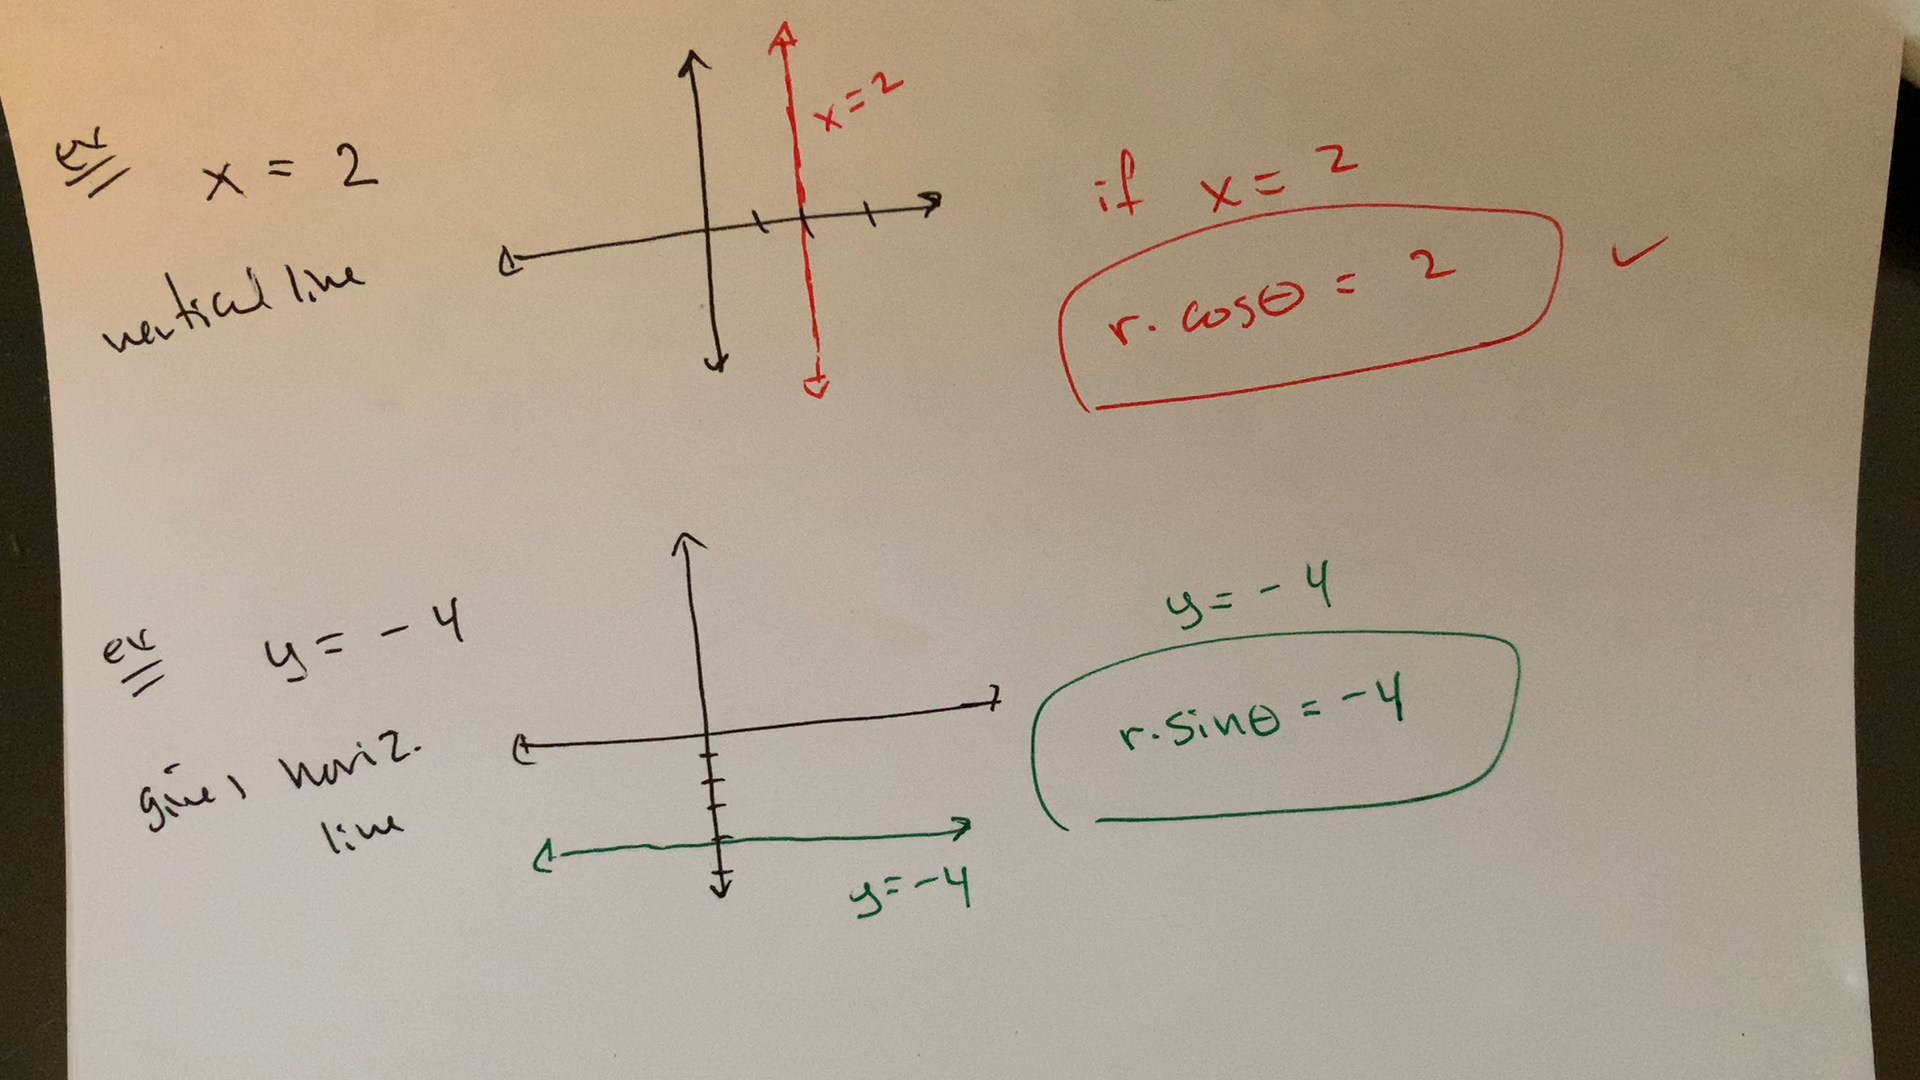 ex x = 2
vertical line
x = 2
if x = 2
r · cosθ = 2 ✓
ex y = - 4
gives horiz.
line
y = - 4
y = - 4
r · sinθ = - 4